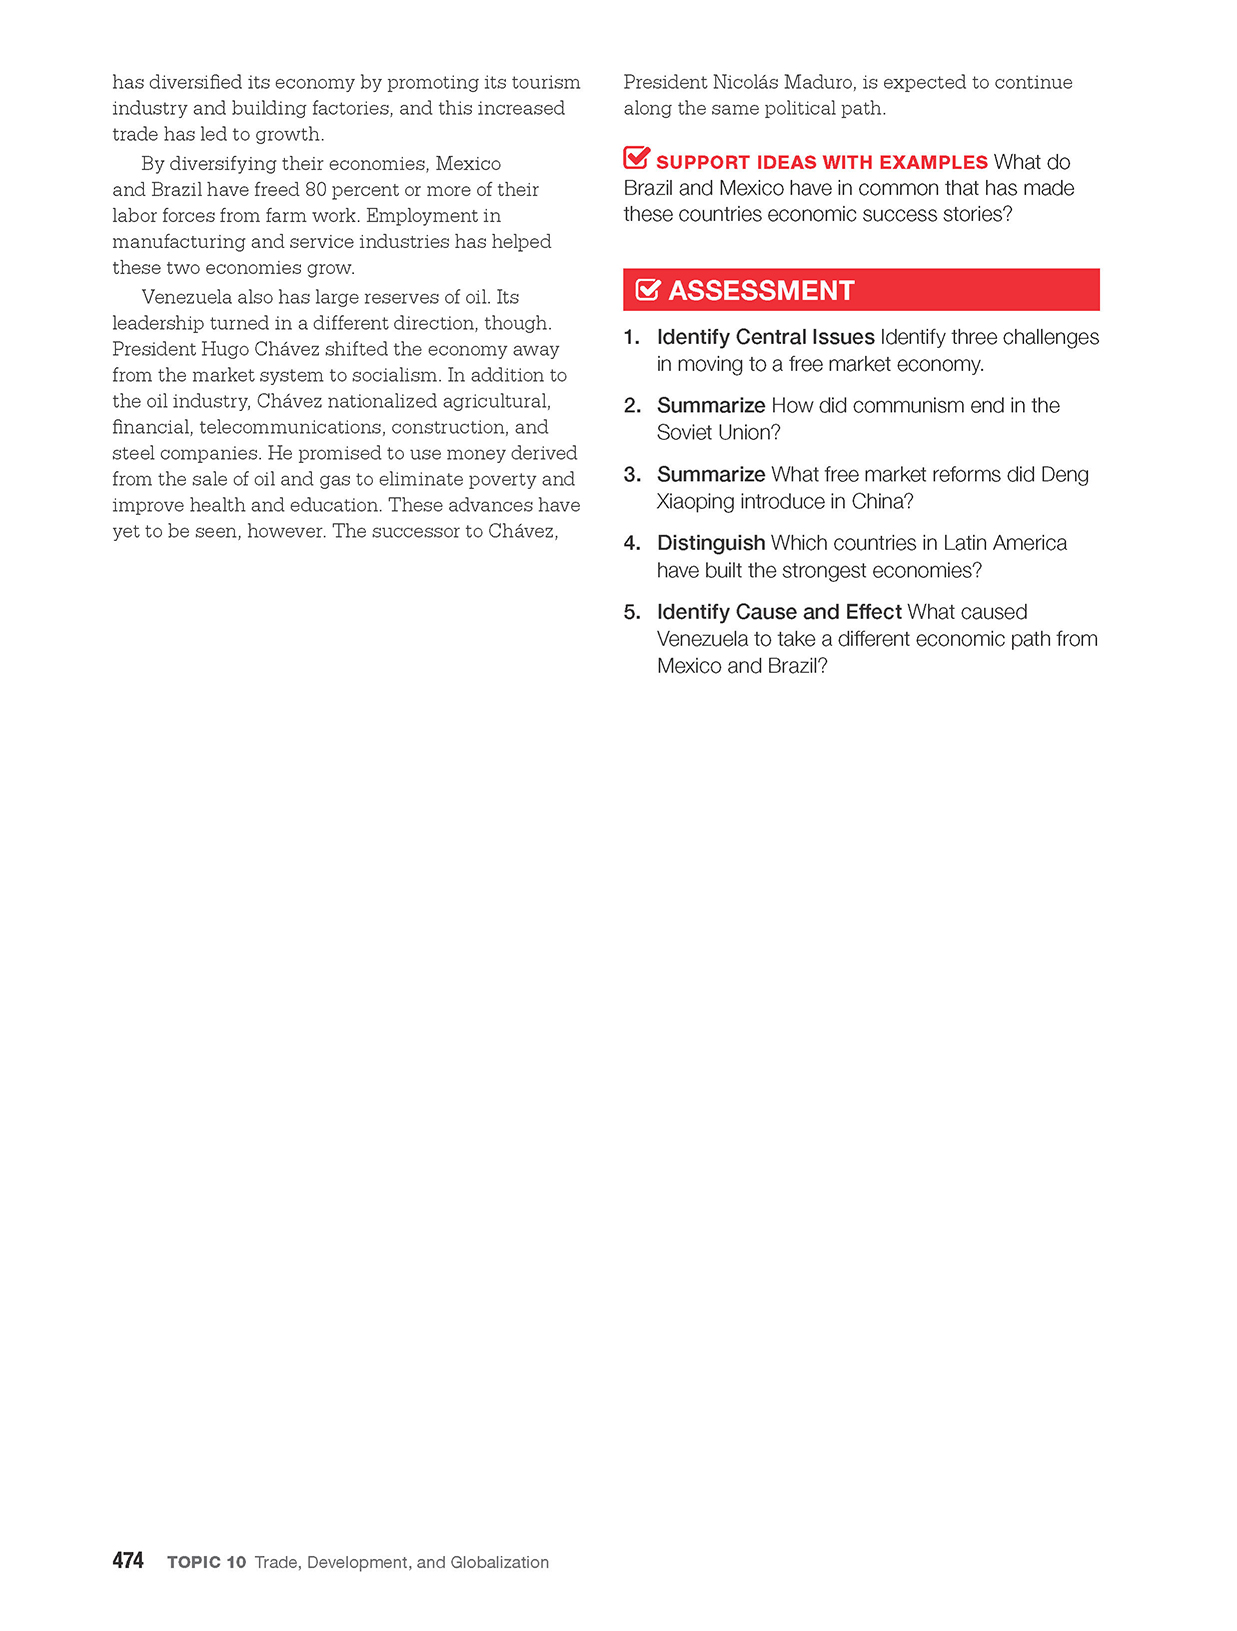 has diversified its economy by promoting its tourism
industry and building factories, and this increased
trade has led to growth.
By diversifying their economies, Mexico
and Brazil have freed 80 percent or more of their
labor forces from farm work. Employment in
manufacturing and service industries has helped
these two economies grow.
Venezuela also has large reserves of oil. Its
leadership turned in a different direction, though.
President Hugo Chávez shifted the economy away
from the market system to socialism. In addition to
the oil industry, Chávez nationalized agricultural,
financial, telecommunications, construction, and
steel companies. He promised to use money derived
from the sale of oil and gas to eliminate poverty and
improve health and education. These advances have
yet to be seen, however. The successor to Chávez,
President Nicolás Maduro, is expected to continue
along the same political path.
SUPPORT IDEAS WITH EXAMPLES What do
Brazil and Mexico have in common that has made
these countries economic success stories?
ASSESSMENT
1. Identify Central Issues Identify three challenges
in moving to a free market economy.
2. Summarize How did communism end in the
Soviet Union?
3. Summarize What free market reforms did Deng
Xiaoping introduce in China?
4. Distinguish Which countries in Latin America
have built the strongest economies?
5. Identify Cause and Effect What caused
Venezuela to take a different economic path from
Mexico and Brazil?
474 TOPIC 10 Trade, Development, and Globalization